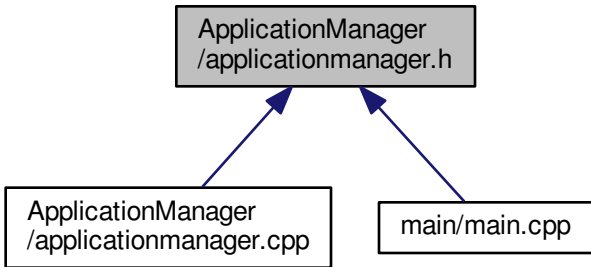 ApplicationManager
/applicationmanager.h
ApplicationManager
/applicationmanager.cpp
main/main.cpp